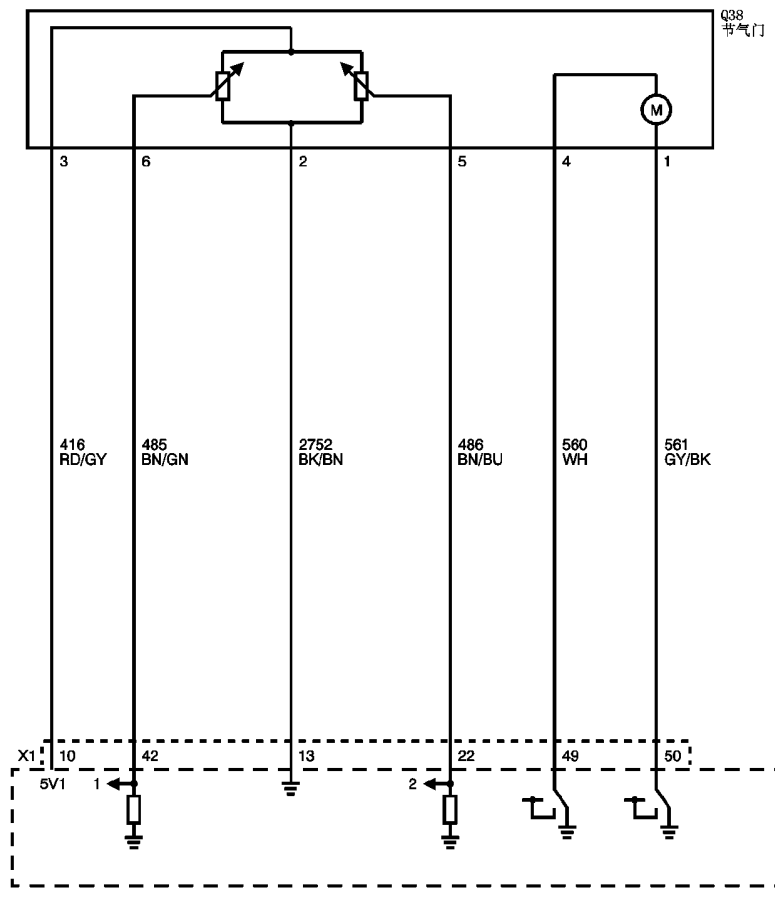 Q38
节气门
3 6 2 5 4 1
M
416 485 2752 486 560 561
RD/GY BN/GN BK/BN BN/BU WH GY/BK
X1 10 42 13 22 49 50
5V1 1 2